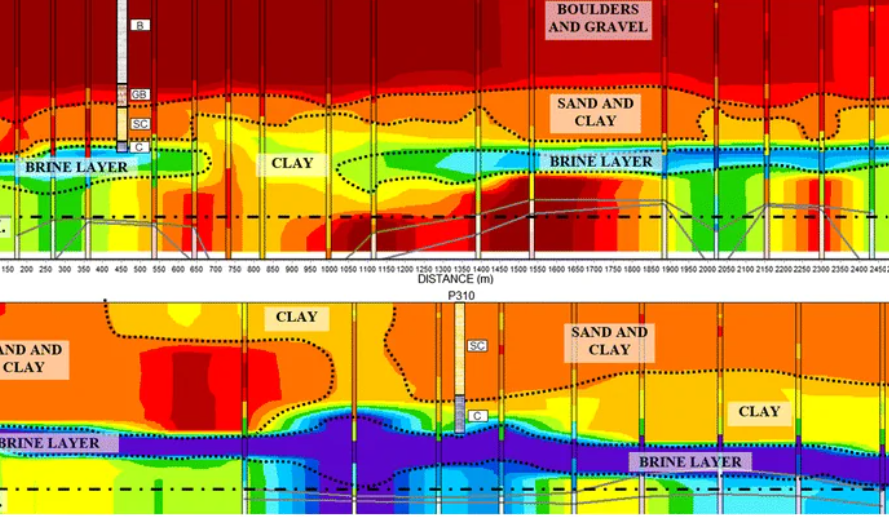 BOULDERS
AND GRAVEL
B
GB
SAND AND
CLAY
SC
C
BRINE LAYER
CLAY
BRINE LAYER
150 200 250 300 350 400 450 500 550 600 650 700 750 800 850 900 950 1000 1050 1100 1150 1200 1250 1300 1350 1400 1450 1500 1550 1600 1650 1700 1750 1800 1850 1900 1950 2000 2050 2100 2150 2200 2250 2300 2350 2400 2450
DISTANCE (m)
P310
CLAY
SAND AND
CLAY
SC
AND AND
CLAY
C
CLAY
BRINE LAYER
BRINE LAYER